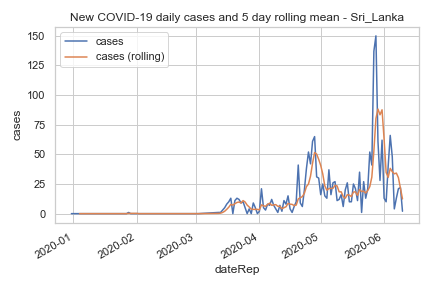 New COVID-19 daily cases and 5 day rolling mean - Sri_Lanka
cases
cases (rolling)
150
125
100
75
50
25
0
cases
2020-01
2020-02
2020-03
2020-04
2020-05
2020-06
dateRep